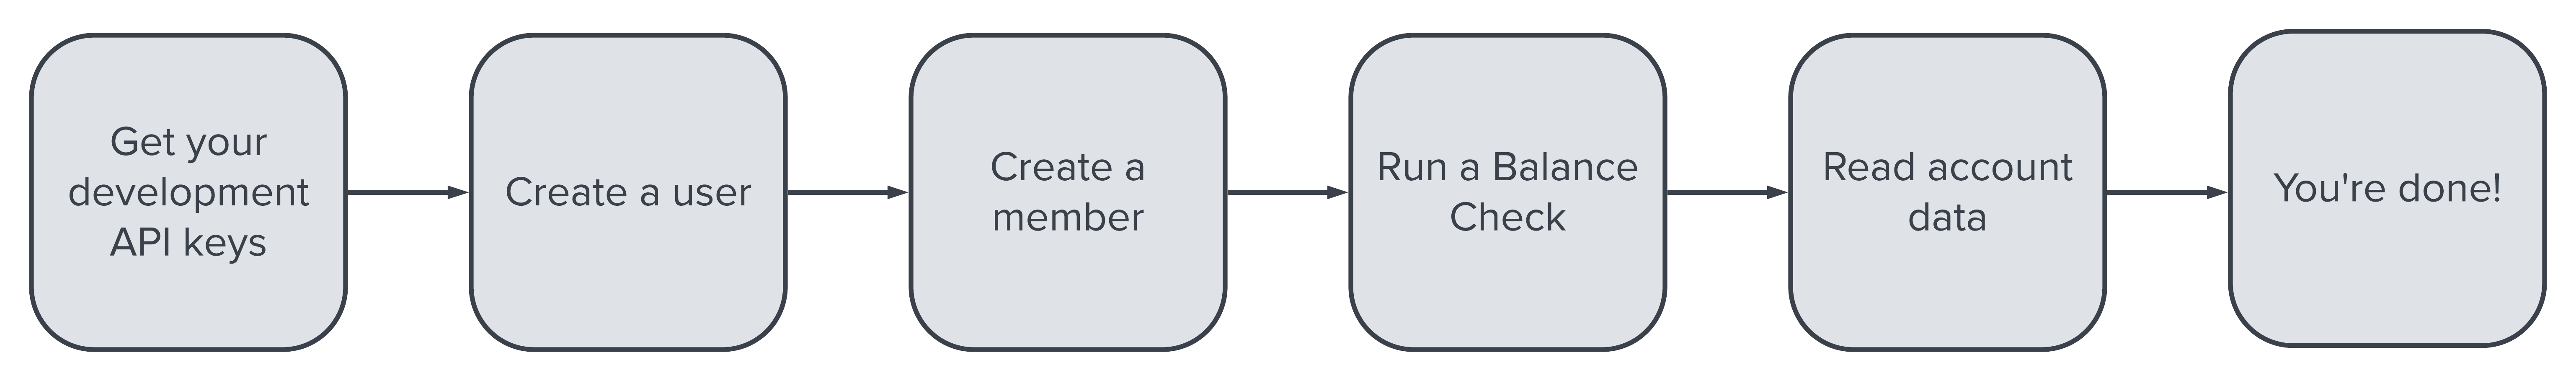 Get your
development
API keys
Create a user
Create a
member
Run a Balance
Check
Read account
data
You're done!